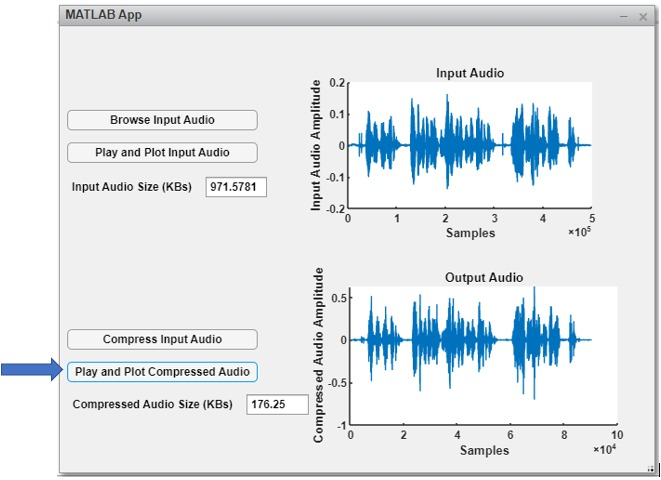 MATLAB App
Browse Input Audio
Play and Plot Input Audio
Input Audio Size (KBs) 971.5781
Input Audio
Input Audio Amplitude
0.2
0.1
0
-0.1
-0.2
0 1 2 3 4 5
×10^5
Samples
Compress Input Audio
Play and Plot Compressed Audio
Compressed Audio Size (KBs) 176.25
Output Audio
Compressed Audio Amplitude
0.5
0
-0.5
-1
0 2 4 6 8 10
×10^4
Samples